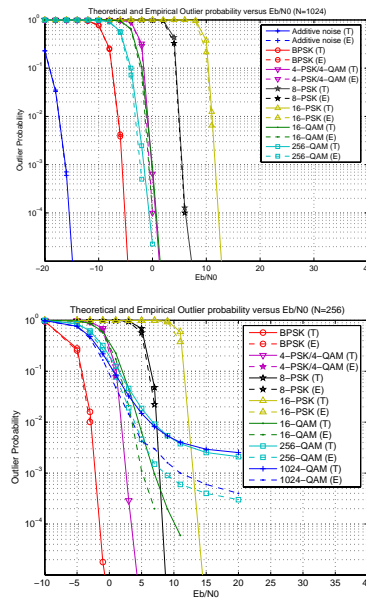 Theoretical and Empirical Outlier probability versus Eb/N0 (N=1024)
10^0
10^-1
10^-2
10^-3
10^-4
Outlier Probability
Additive noise (T)
Additive noise (E)
BPSK (T)
BPSK (E)
4-PSK/4-QAM (T)
4-PSK/4-QAM (E)
8-PSK (T)
8-PSK (E)
16-PSK (T)
16-PSK (E)
16-QAM (T)
16-QAM (E)
256-QAM (T)
256-QAM (E)
-20 -10 0 10 20 30 40
Eb/N0
Theoretical and Empirical Outlier probability versus Eb/N0 (N=256)
10^0
10^-1
10^-2
10^-3
10^-4
Outlier Probability
BPSK (T)
BPSK (E)
4-PSK/4-QAM (T)
4-PSK/4-QAM (E)
8-PSK (T)
8-PSK (E)
16-PSK (T)
16-PSK (E)
16-QAM (T)
16-QAM (E)
256-QAM (T)
256-QAM (E)
1024-QAM (T)
1024-QAM (E)
-10 -5 0 5 10 15 20 25 30 35 40
Eb/N0